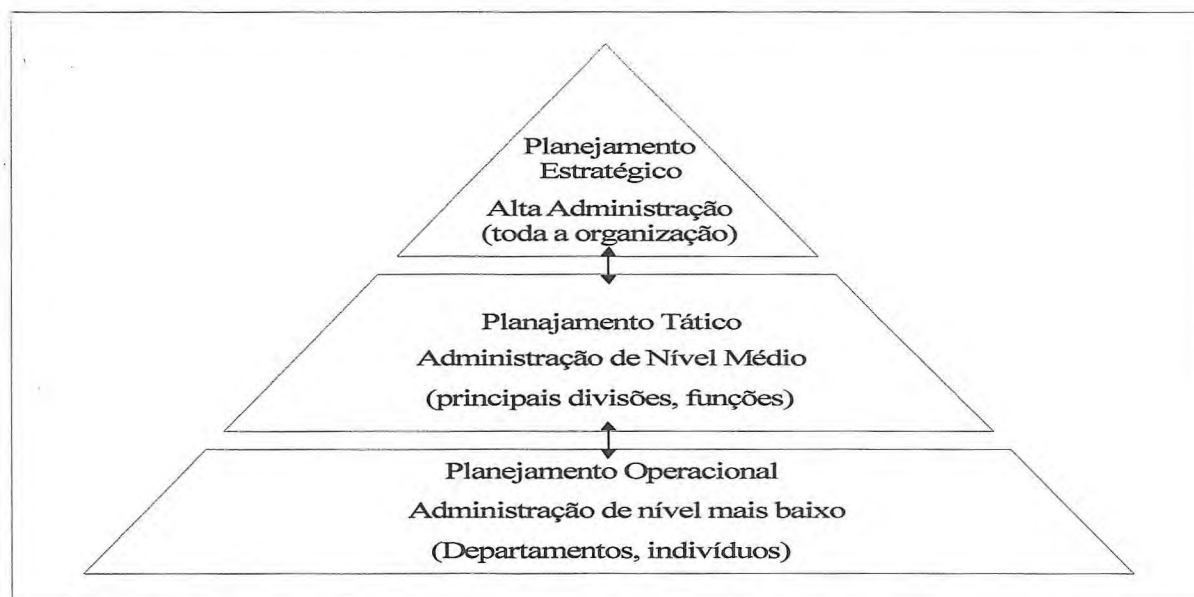 Planejamento
Estratégico
Alta Administração
(toda a organização)
Planajamento Tático
Administração de Nível Médio
(principais divisões, funções)
Planejamento Operacional
Administração de nível mais baixo
(Departamentos, indivíduos)